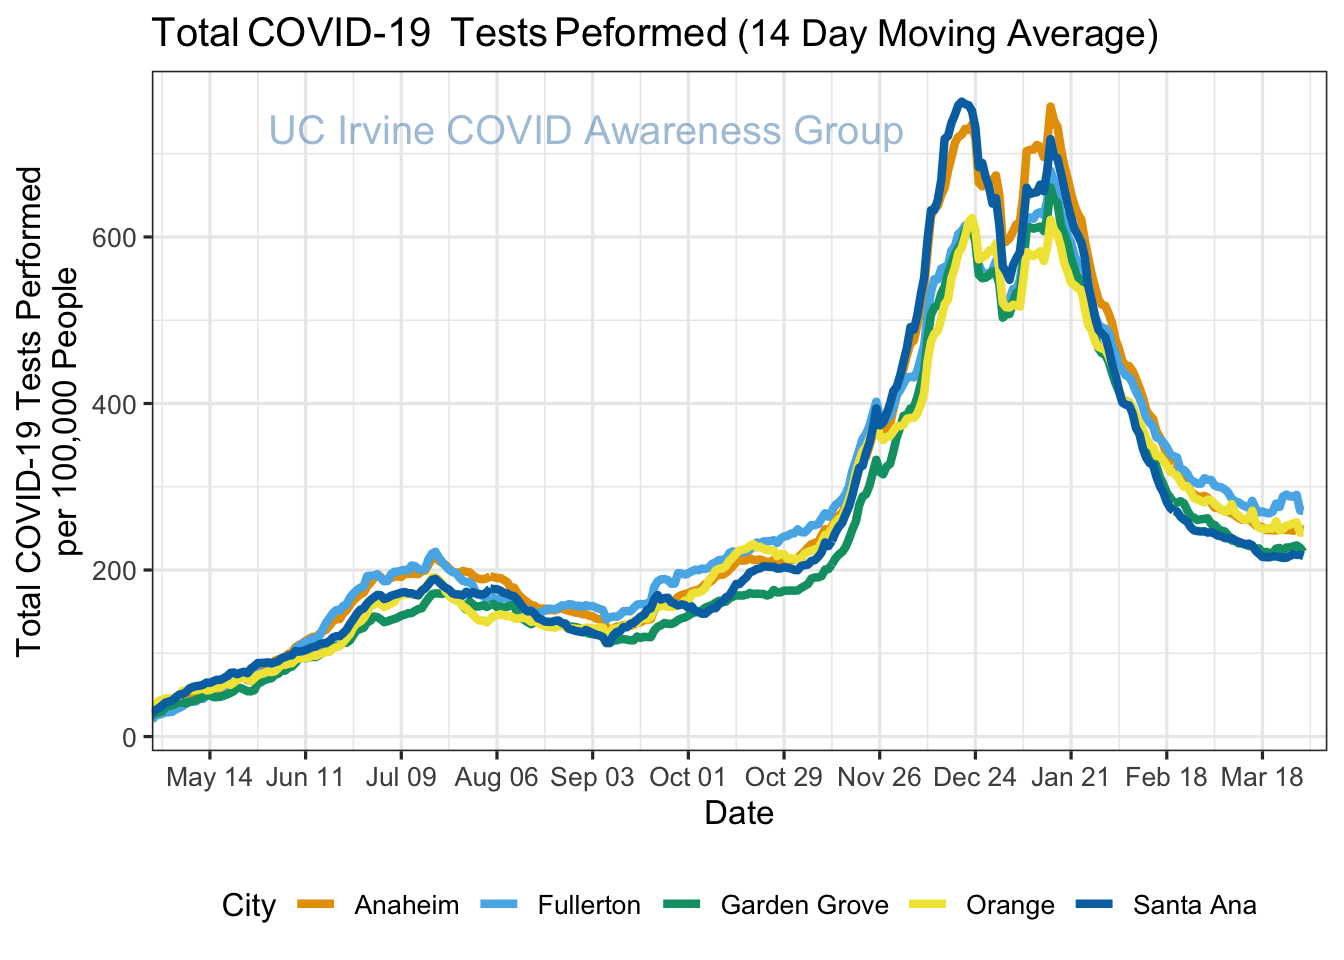 Total COVID-19  Tests Peformed (14 Day Moving Average)
UC Irvine COVID Awareness Group
Total COVID-19 Tests Performed
per 100,000 People
600
400
200
0
May 14 Jun 11 Jul 09 Aug 06 Sep 03 Oct 01 Oct 29 Nov 26 Dec 24 Jan 21 Feb 18 Mar 18
Date
City Anaheim Fullerton Garden Grove Orange Santa Ana